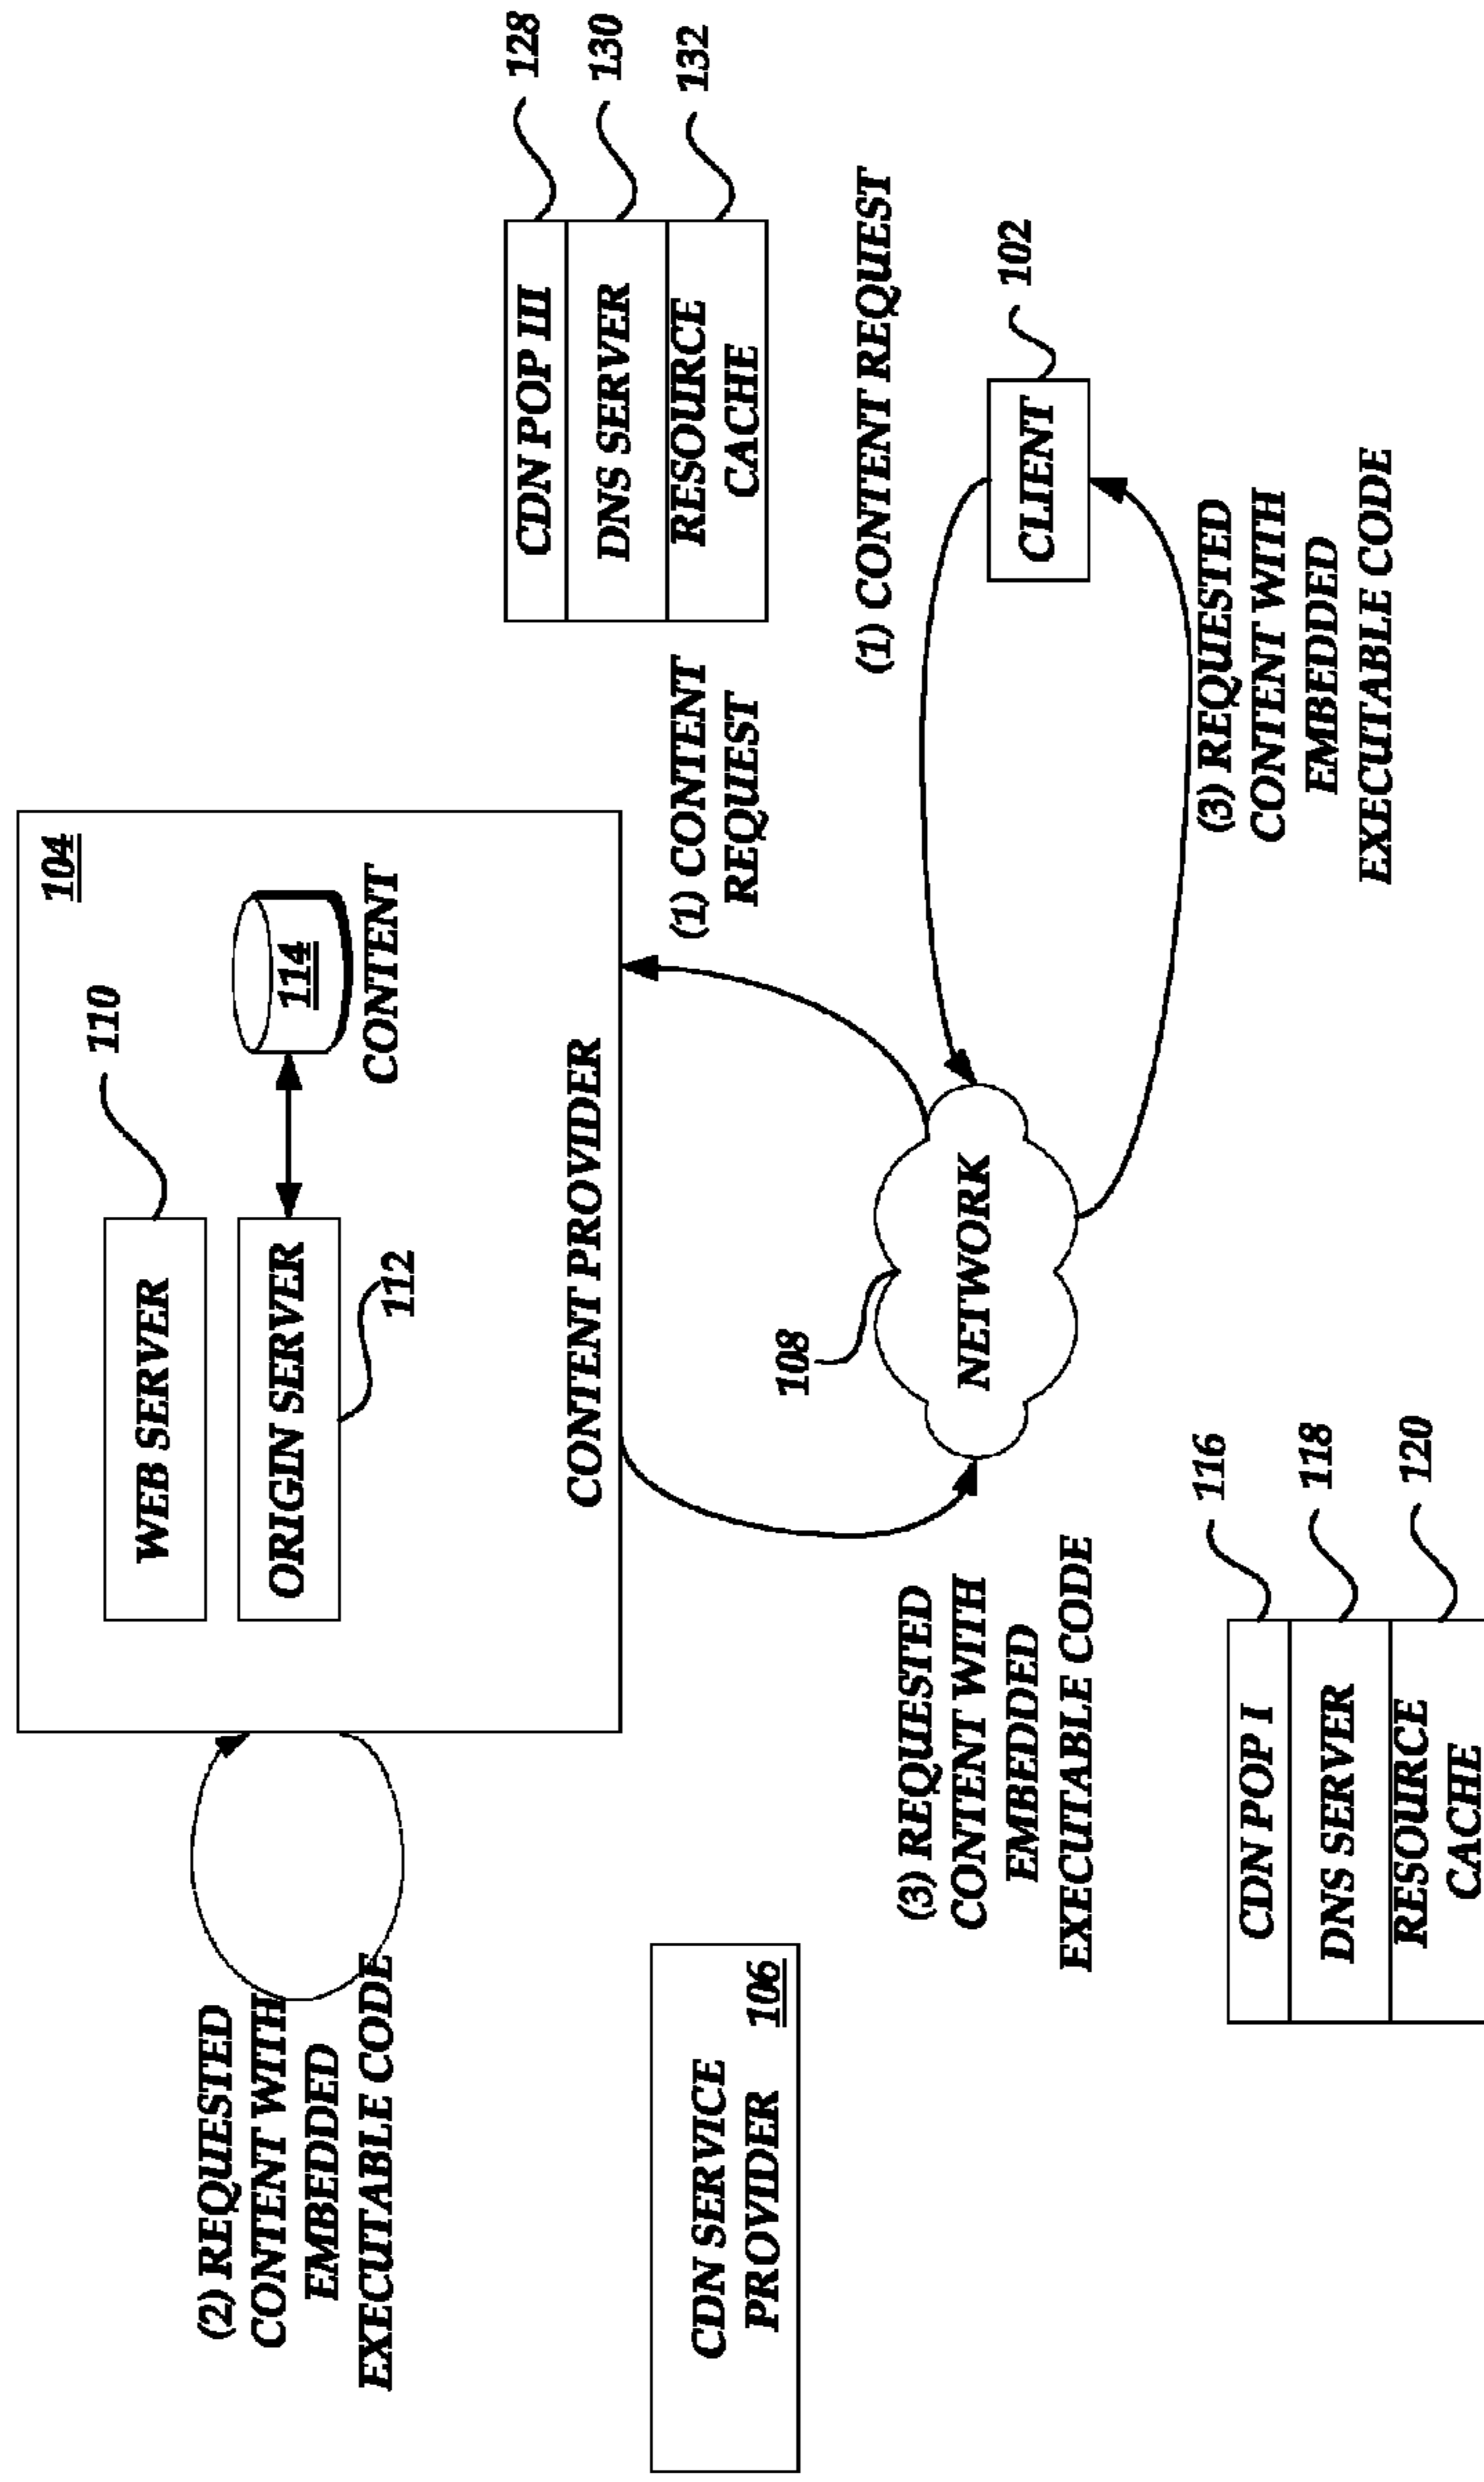 104
WEB SERVER
110
ORIGIN SERVER
112
114
CONTENT
CONTENT PROVIDER
(2) REQUESTED
CONTENT WITH
EMBEDDED
EXECUTABLE CODE
CDN SERVICE
PROVIDER
106
(1) CONTENT
REQUEST
CDN POP III
128
DNS SERVER
130
RESOURCE
CACHE
132
108
NETWORK
(1) CONTENT REQUEST
CLIENT
102
(3) REQUESTED
CONTENT WITH
EMBEDDED
EXECUTABLE CODE
(3) REQUESTED
CONTENT WITH
EMBEDDED
EXECUTABLE CODE
CDN POP I
116
DNS SERVER
118
RESOURCE
CACHE
120